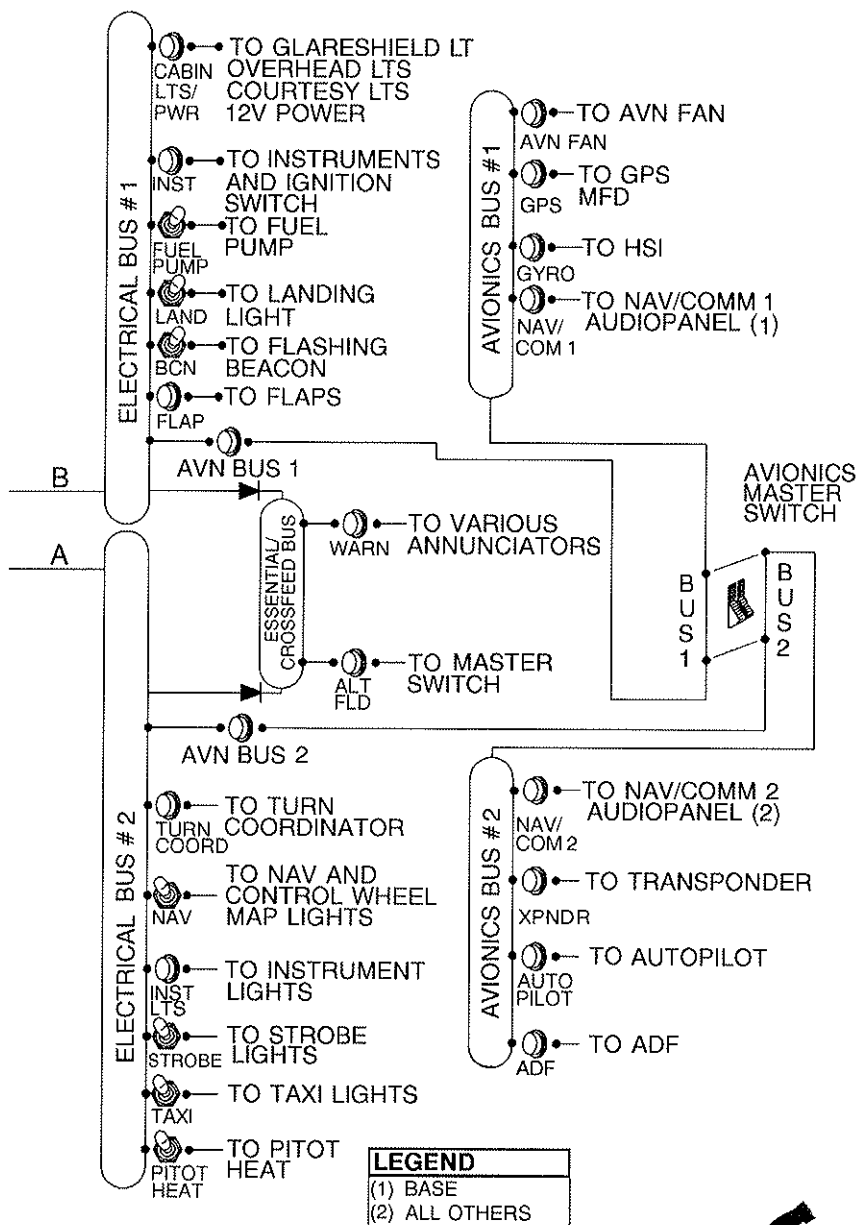 ELECTRICAL BUS #1
CABIN
LTS/
PWR
TO GLARESHIELD LT
OVERHEAD LTS
COURTESY LTS
12V POWER
INST
TO INSTRUMENTS
AND IGNITION
SWITCH
FUEL
PUMP
TO FUEL
PUMP
LAND
TO LANDING
LIGHT
BCN
TO FLASHING
BEACON
FLAP
TO FLAPS
AVN BUS 1
B
A
ESSENTIAL/
CROSSFEED BUS
WARN
TO VARIOUS
ANNUNCIATORS
ALT
FLD
TO MASTER
SWITCH
AVN BUS 2
ELECTRICAL BUS #2
TURN
COORD
TO TURN
COORDINATOR
NAV
TO NAV AND
CONTROL WHEEL
MAP LIGHTS
INST
LTS
TO INSTRUMENT
LIGHTS
STROBE
TO STROBE
LIGHTS
TAXI
TO TAXI LIGHTS
PITOT
HEAT
TO PITOT
HEAT
AVIONICS BUS #1
AVN FAN
TO AVN FAN
GPS
TO GPS
MFD
GYRO
TO HSI
NAV/
COM 1
TO NAV/COMM 1
AUDIOPANEL (1)
AVIONICS
MASTER
SWITCH
BUS 1
BUS 2
AVIONICS BUS #2
NAV/
COM 2
TO NAV/COMM 2
AUDIOPANEL (2)
XPNDR
TO TRANSPONDER
AUTO
PILOT
TO AUTOPILOT
ADF
TO ADF
LEGEND
(1) BASE
(2) ALL OTHERS